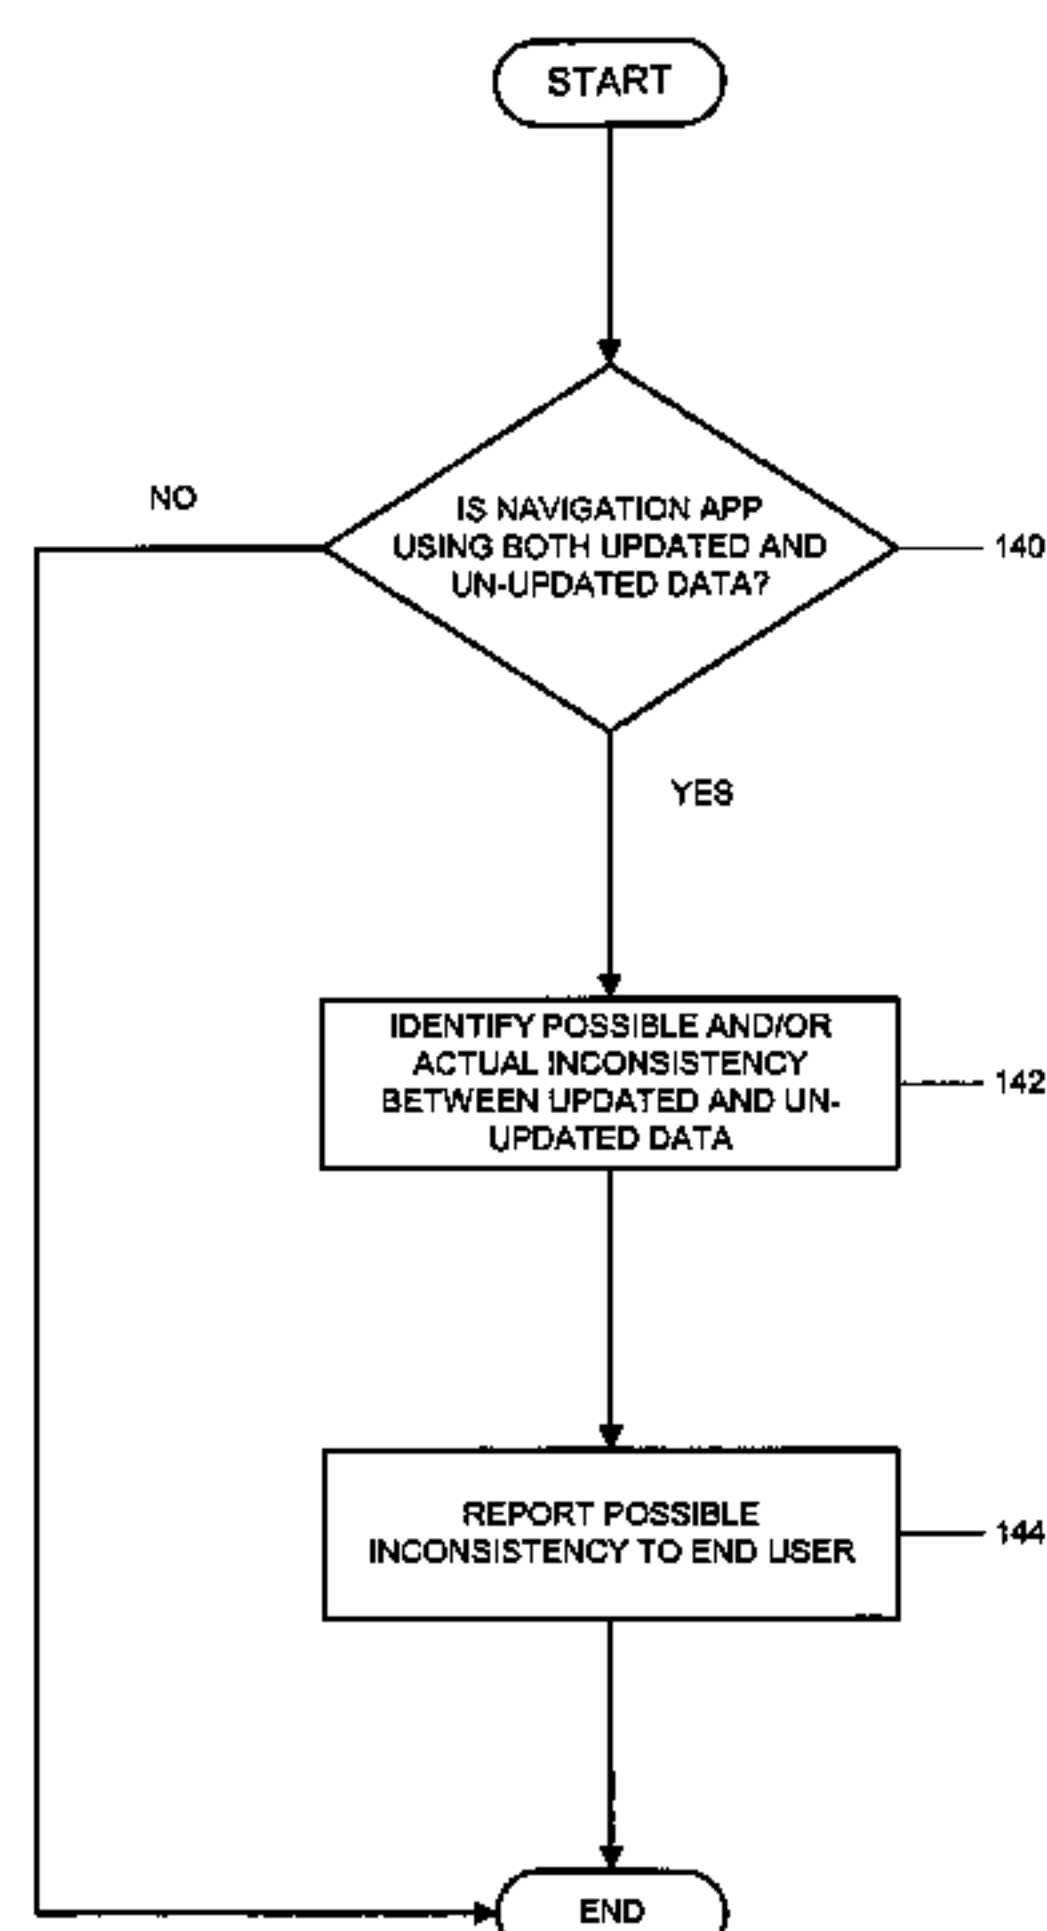 START
NO
IS NAVIGATION APP
USING BOTH UPDATED AND
UN-UPDATED DATA?
140
YES
IDENTIFY POSSIBLE AND/OR
ACTUAL INCONSISTENCY
BETWEEN UPDATED AND UN-
UPDATED DATA
142
REPORT POSSIBLE
INCONSISTENCY TO END USER
144
END